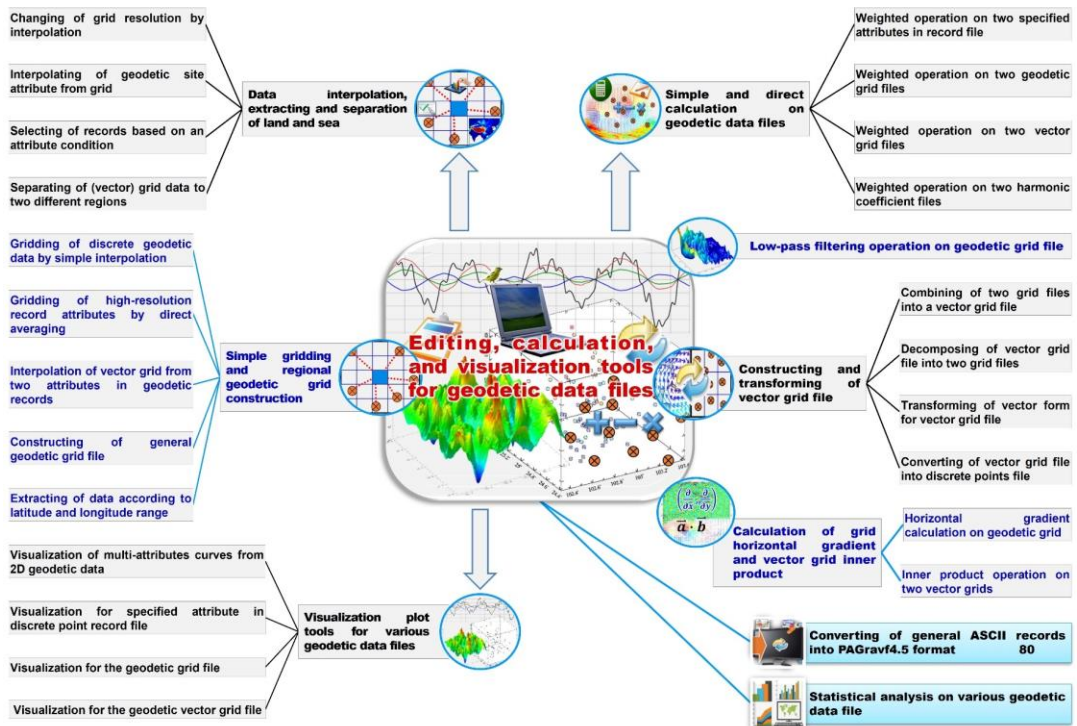 Changing of grid resolution by
interpolation
Interpolating of geodetic site
attribute from grid
Selecting of records based on an
attribute condition
Separating of (vector) grid data to
two different regions
Data interpolation,
extracting and separation
of land and sea
Simple and direct
calculation on
geodetic data files
Weighted operation on two specified
attributes in record file
Weighted operation on two geodetic
grid files
Weighted operation on two vector
grid files
Weighted operation on two harmonic
coefficient files
Low-pass filtering operation on geodetic grid file
Gridding of discrete geodetic
data by simple interpolation
Gridding of high-resolution
record attributes by direct
averaging
Interpolation of vector grid from
two attributes in geodetic
records
Constructing of general
geodetic grid file
Extracting of data according to
latitude and longitude range
Simple gridding
and regional
geodetic grid
construction
Editing, calculation,
and visualization tools
for geodetic data files
Constructing and
transforming of
vector grid file
Combining of two grid files
into a vector grid file
Decomposing of vector grid
file into two grid files
Transforming of vector form
for vector grid file
Converting of vector grid file
into discrete points file
Calculation of grid
horizontal gradient
and vector grid inner
product
Horizontal gradient
calculation on geodetic grid
Inner product operation on
two vector grids
Visualization of multi-attributes curves from
2D geodetic data
Visualization for specified attribute in
discrete point record file
Visualization for the geodetic grid file
Visualization for the geodetic vector grid file
Visualization plot
tools for various
geodetic data files
Converting of general ASCII records
into PAGravf4.5 format 80
Statistical analysis on various geodetic
data file